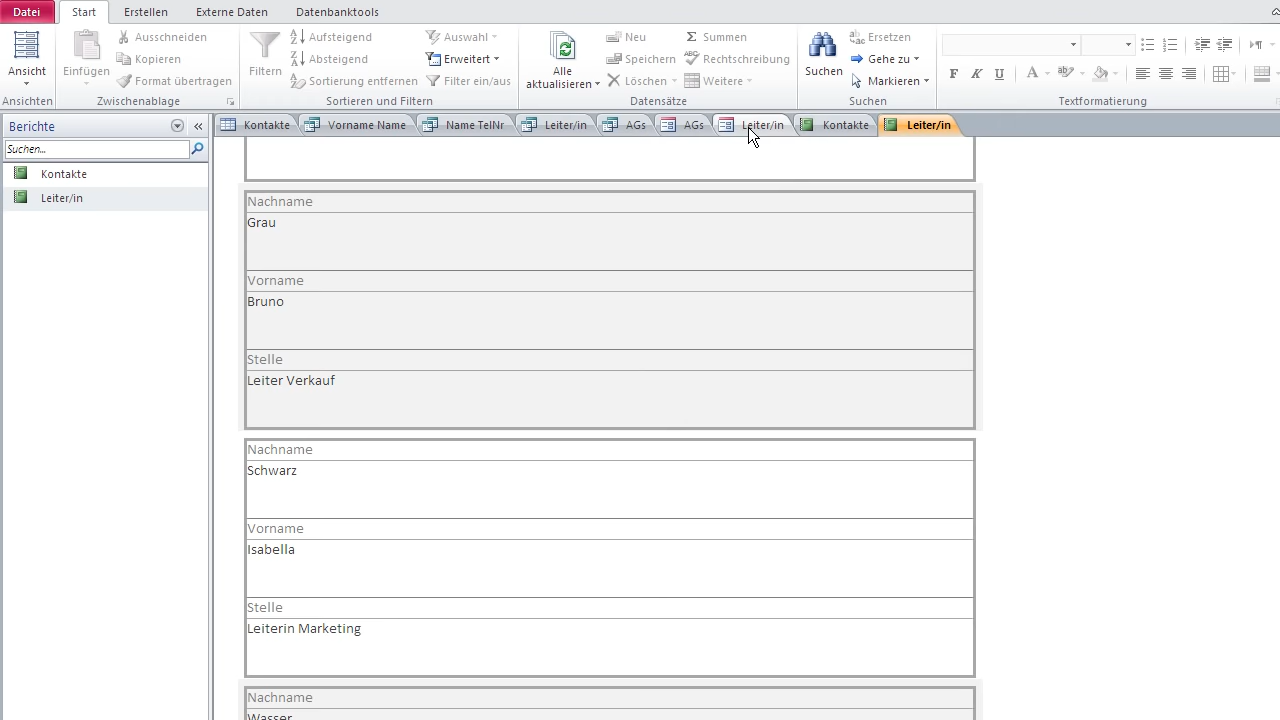 Datei Start Erstellen Externe Daten Datenbanktools
Ansicht
Ansichten
Einfügen
Ausschneiden
Kopieren
Format übertragen
Zwischenablage
Filtern
Aufsteigend
Absteigend
Sortierung entfernen
Auswahl
Erweitert
Filter ein/aus
Sortieren und Filtern
Alle
aktualisieren
Neu
Speichern
Löschen
Summen
Rechtschreibung
Weitere
Datensätze
Suchen
Ersetzen
Gehe zu
Markieren
Suchen
F K U
A
Textformatierung
Berichte
Suchen...
Kontakte
Leiter/in
Kontakte Vorname Name Name TelNr Leiter/in AGs AGs Leiter/in Kontakte Leiter/in
Nachname
Grau
Vorname
Bruno
Stelle
Leiter Verkauf
Nachname
Schwarz
Vorname
Isabella
Stelle
Leiterin Marketing
Nachname
Wasser